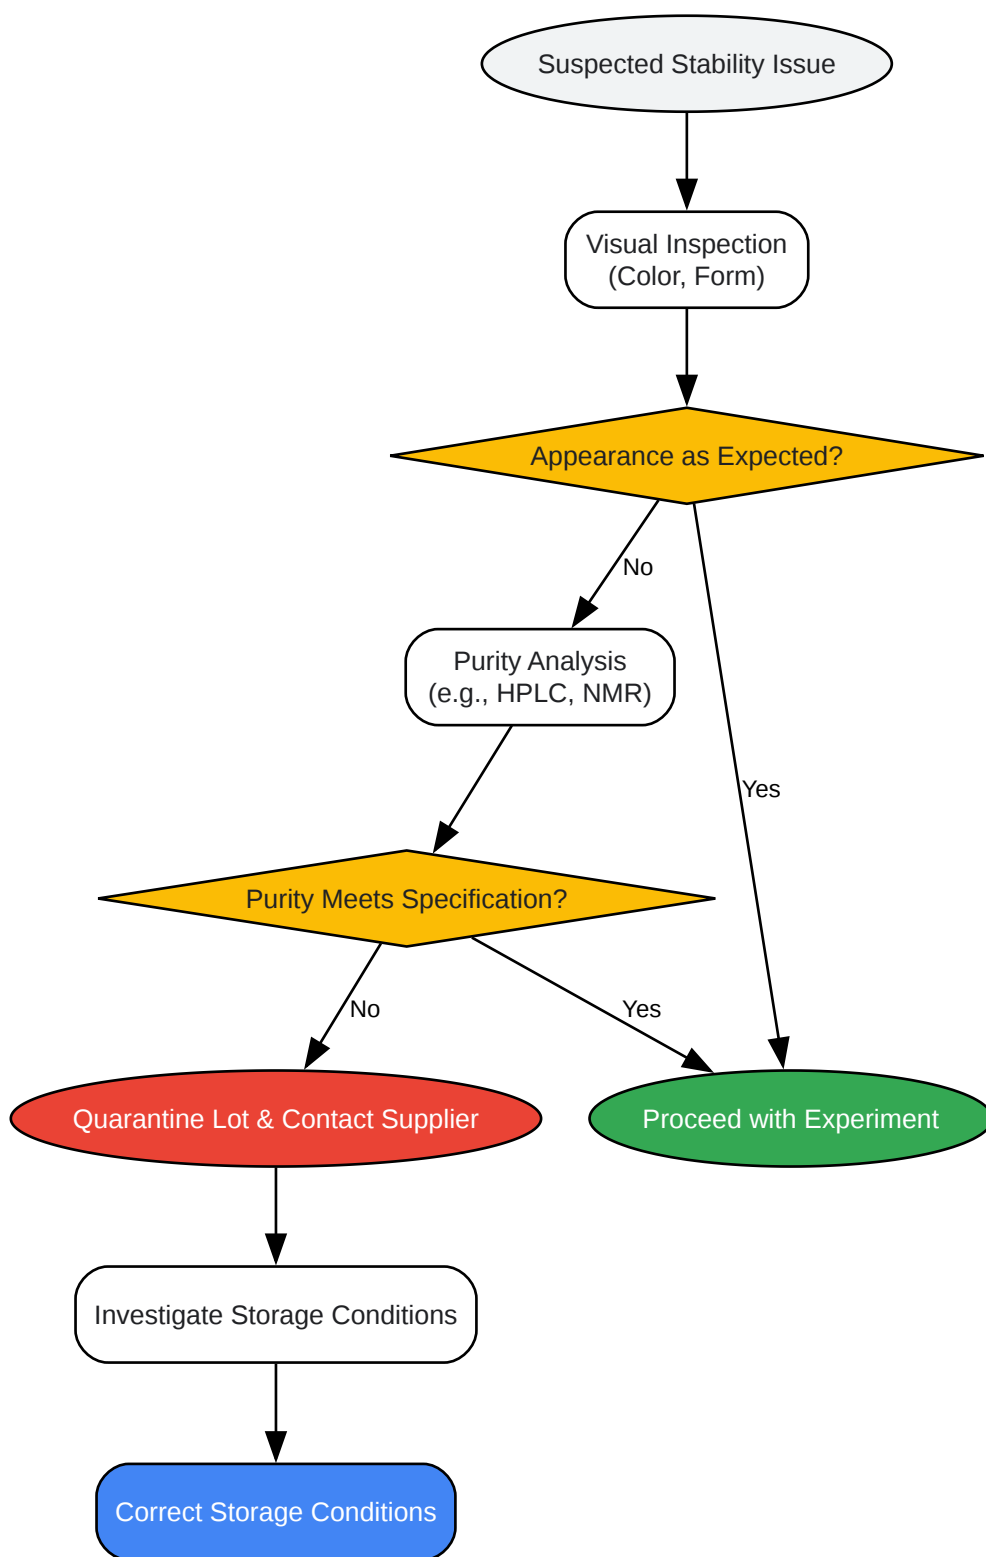 Suspected Stability Issue
Visual Inspection
(Color, Form)
Appearance as Expected?
No
Purity Analysis
(e.g., HPLC, NMR)
Yes
Purity Meets Specification?
No
Yes
Quarantine Lot & Contact Supplier
Proceed with Experiment
Investigate Storage Conditions
Correct Storage Conditions